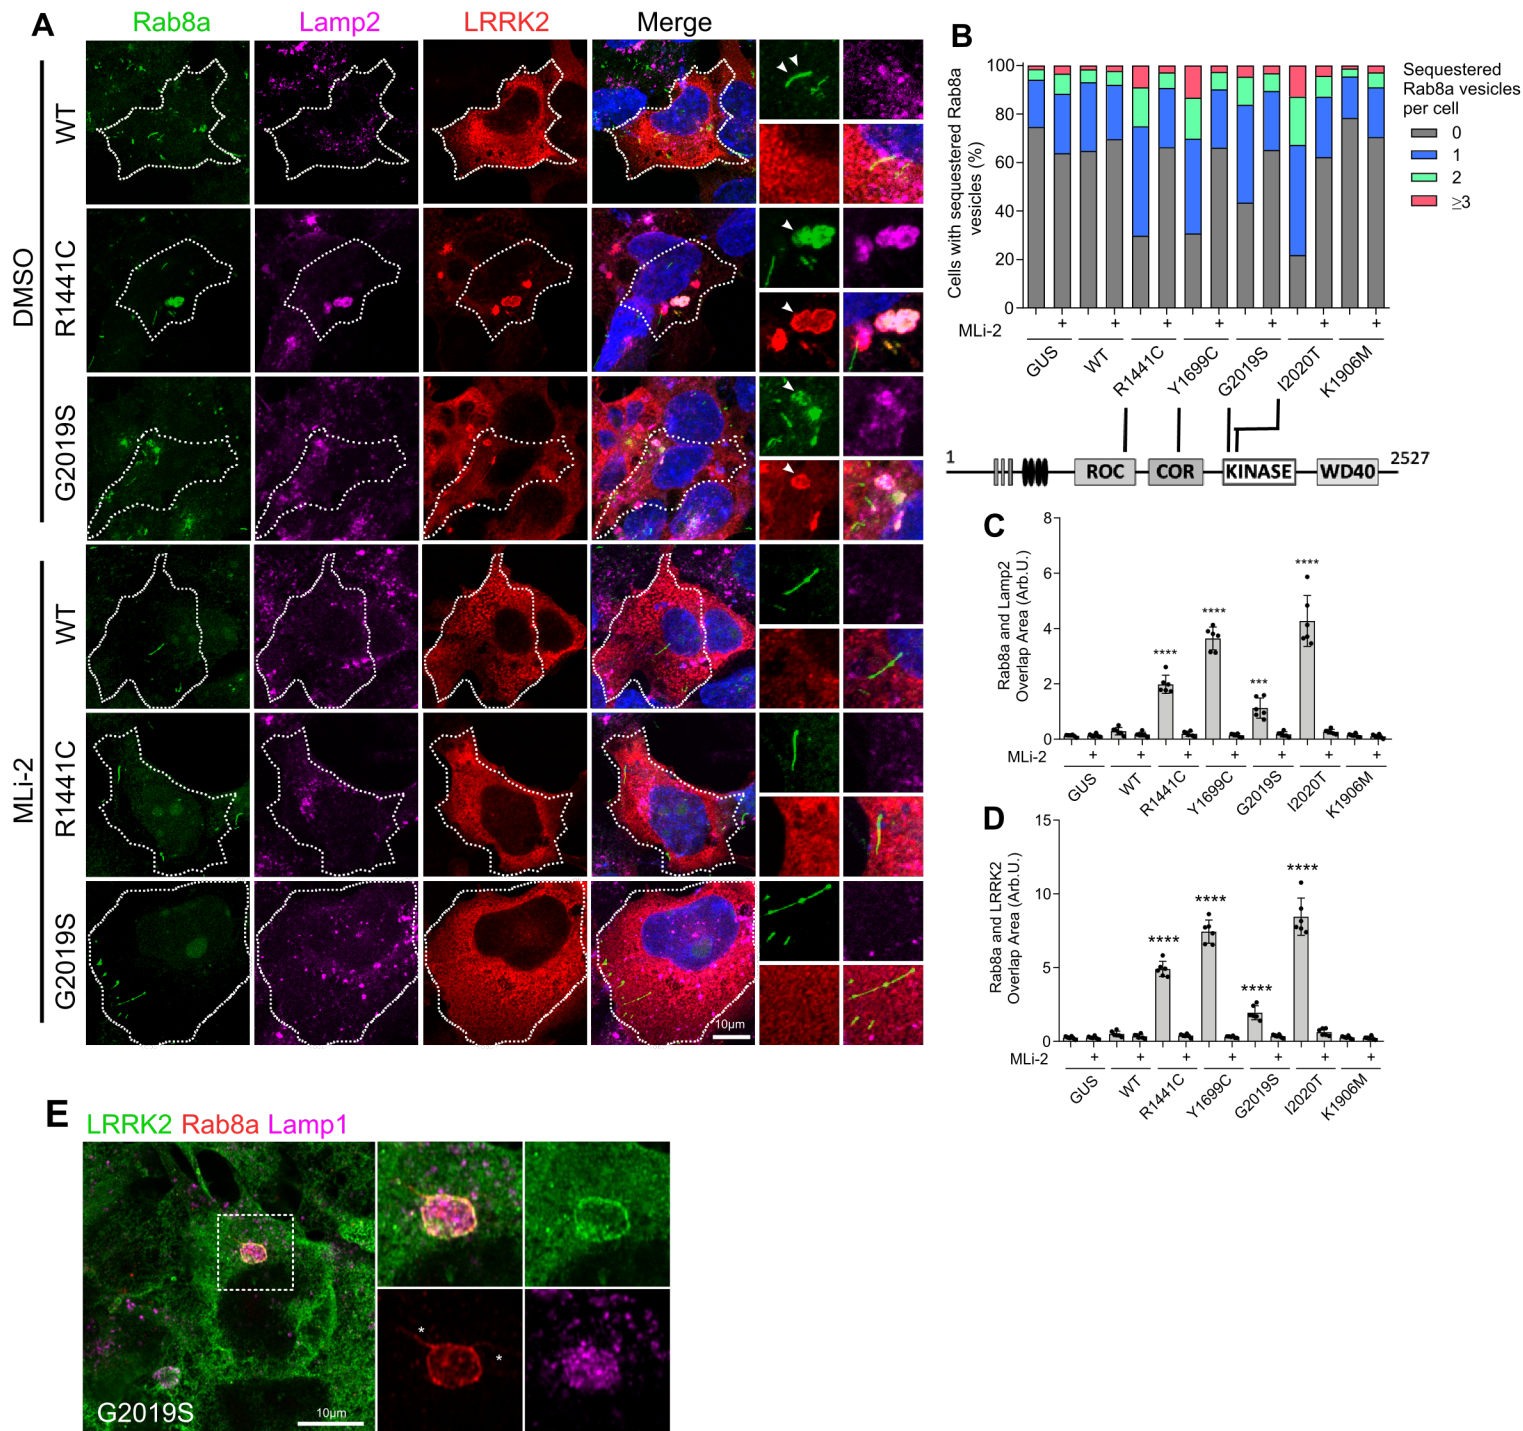 A
Rab8a
Lamp2
LRRK2
Merge
DMSO
WT
R1441C
G2019S
MLi-2
WT
R1441C
G2019S
10μm
B
Cells with sequestered Rab8a
vesicles (%)
100
80
60
40
20
0
MLi-2
+
+
+
+
+
+
+
GUS
WT
R1441C
Y1699C
G2019S
I2020T
K1906M
Sequestered
Rab8a vesicles
per cell
0
1
2
≥3
1
ROC
COR
KINASE
WD40
2527
C
Rab8a and Lamp2
Overlap Area (Arb.U.)
8
6
4
2
0
****
****
***
****
MLi-2
+
+
+
+
+
+
+
GUS
WT
R1441C
Y1699C
G2019S
I2020T
K1906M
D
Rab8a and LRRK2
Overlap Area (Arb.U.)
15
10
5
0
****
****
****
****
MLi-2
+
+
+
+
+
+
+
GUS
WT
R1441C
Y1699C
G2019S
I2020T
K1906M
E
LRRK2 Rab8a Lamp1
*
*
G2019S
10μm